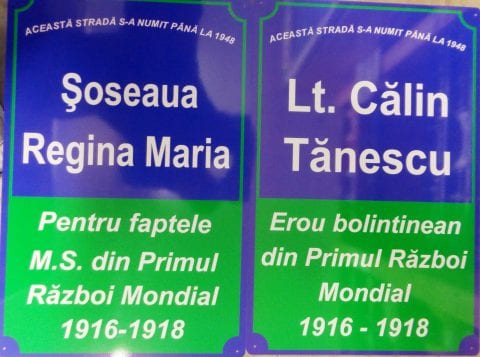 ACEASTĂ STRADĂ S-A NUMIT PÂNĂ LA 1948
Şoseaua
Regina Maria
Pentru faptele
M.S. din Primul
Război Mondial
1916-1918
ACEASTĂ STRADĂ S-A NUMIT PÂNĂ LA 1948
Lt. Călin
Tănescu
Erou bolintinean
din Primul Război
Mondial
1916 - 1918